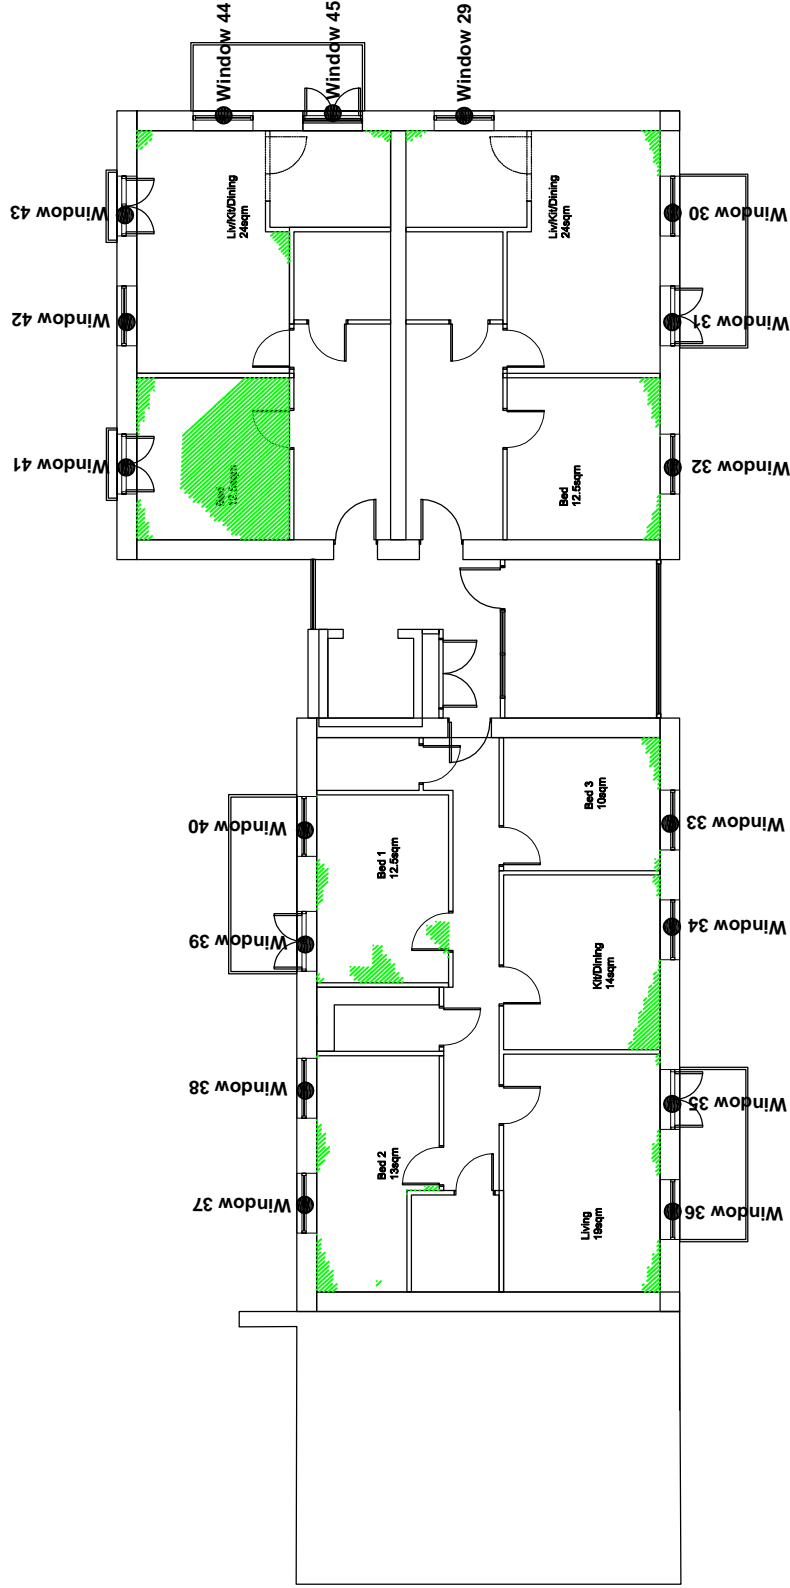 Window 44
Window 45
Window 29
Window 43
Liv/Kit/Dining
24sqm
Liv/Kit/Dining
24sqm
Window 30
Window 42
Window 31
Window 41
Bed
12.5sqm
Bed
12.5sqm
Window 32
Window 40
Bed 1
12.5sqm
Bed 3
10sqm
Window 33
Window 39
Kit/Dining
14sqm
Window 34
Window 38
Window 35
Window 37
Bed 2
13sqm
Living
19sqm
Window 36